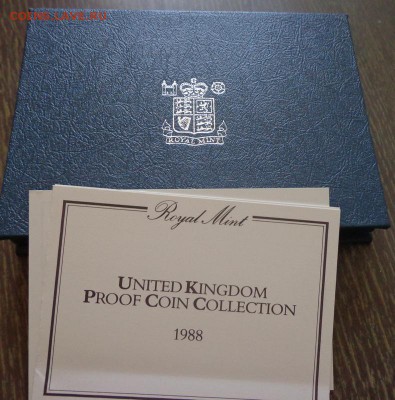 ROYAL MINT
Royal Mint
UNITED KINGDOM
PROOF COIN COLLECTION
1988